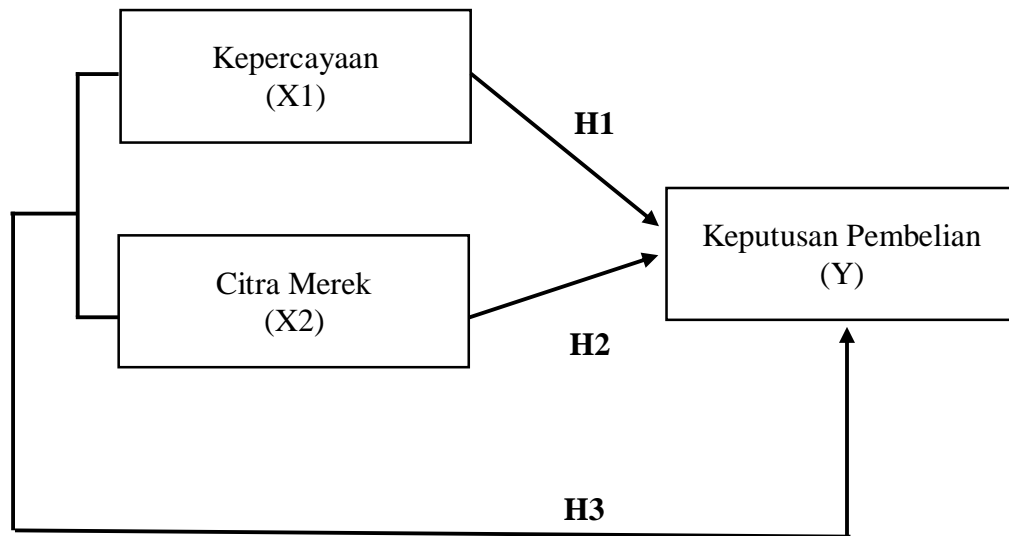 Kepercayaan
(X1)
H1
Keputusan Pembelian
(Y)
Citra Merek
(X2)
H2
H3